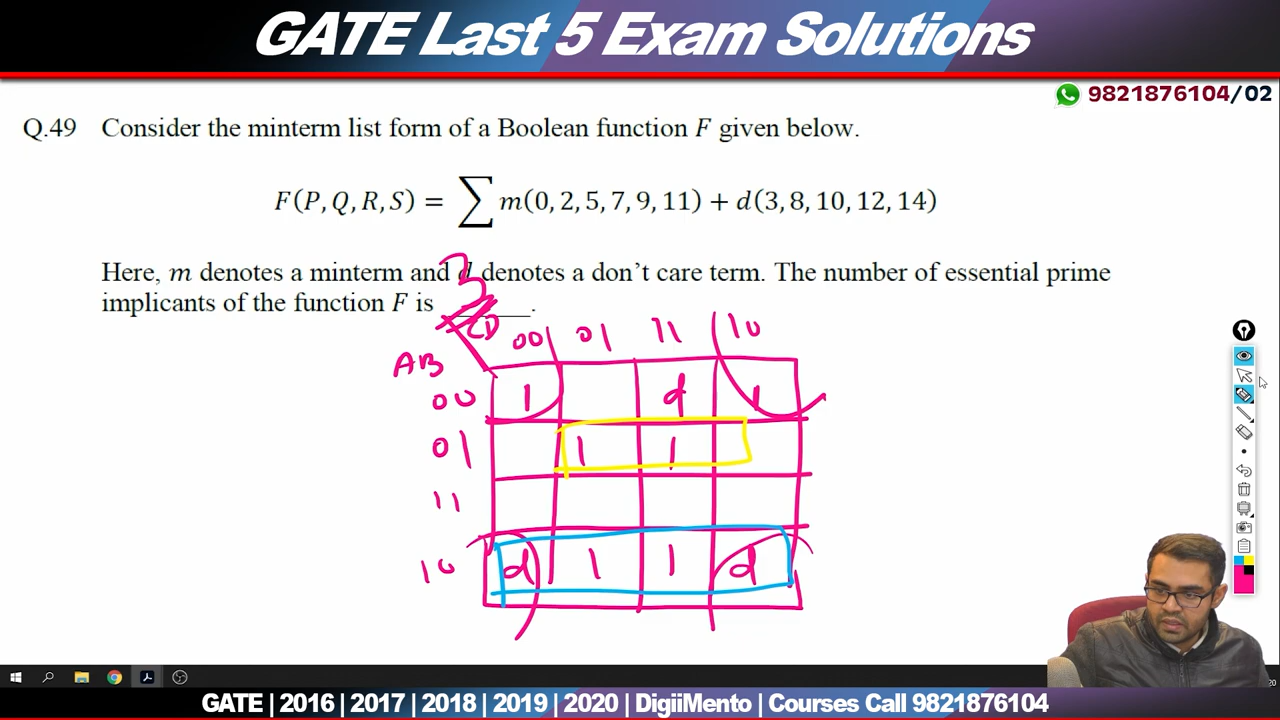 GATE Last 5 Exam Solutions
9821876104/02
Q.49 Consider the minterm list form of a Boolean function F given below.
F(P, Q, R, S) = ∑ m(0, 2, 5, 7, 9, 11) + d(3, 8, 10, 12, 14)
Here, m denotes a minterm and d denotes a don't care term. The number of essential prime
implicants of the function F is ______.
3
CD
00 01 11 10
AB
00 1 d 1
01 1 1
11
10 d 1 1 d
GATE | 2016 | 2017 | 2018 | 2019 | 2020 | DigiiMento | Courses Call 9821876104